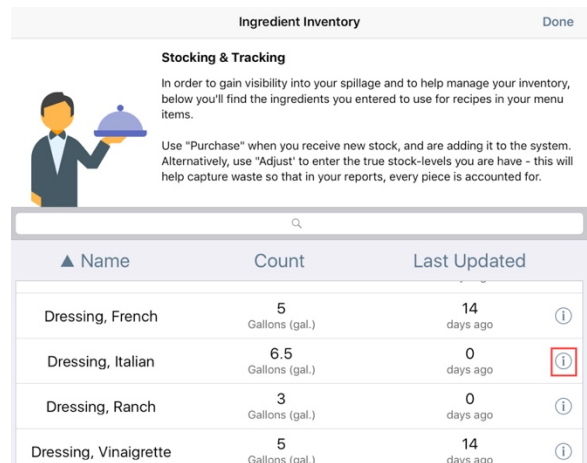 Ingredient Inventory
Done
Stocking & Tracking
In order to gain visibility into your spillage and to help manage your inventory,
below you'll find the ingredients you entered to use for recipes in your menu
items.
Use "Purchase" when you receive new stock, and are adding it to the system.
Alternatively, use "Adjust' to enter the true stock-levels you are have - this will
help capture waste so that in your reports, every piece is accounted for.
▲ Name Count Last Updated
Dressing, French 5 14
Gallons (gal.) days ago
Dressing, Italian 6.5 0
Gallons (gal.) days ago
Dressing, Ranch 3 0
Gallons (gal.) days ago
Dressing, Vinaigrette 5 14
Gallons (gal.) days ago